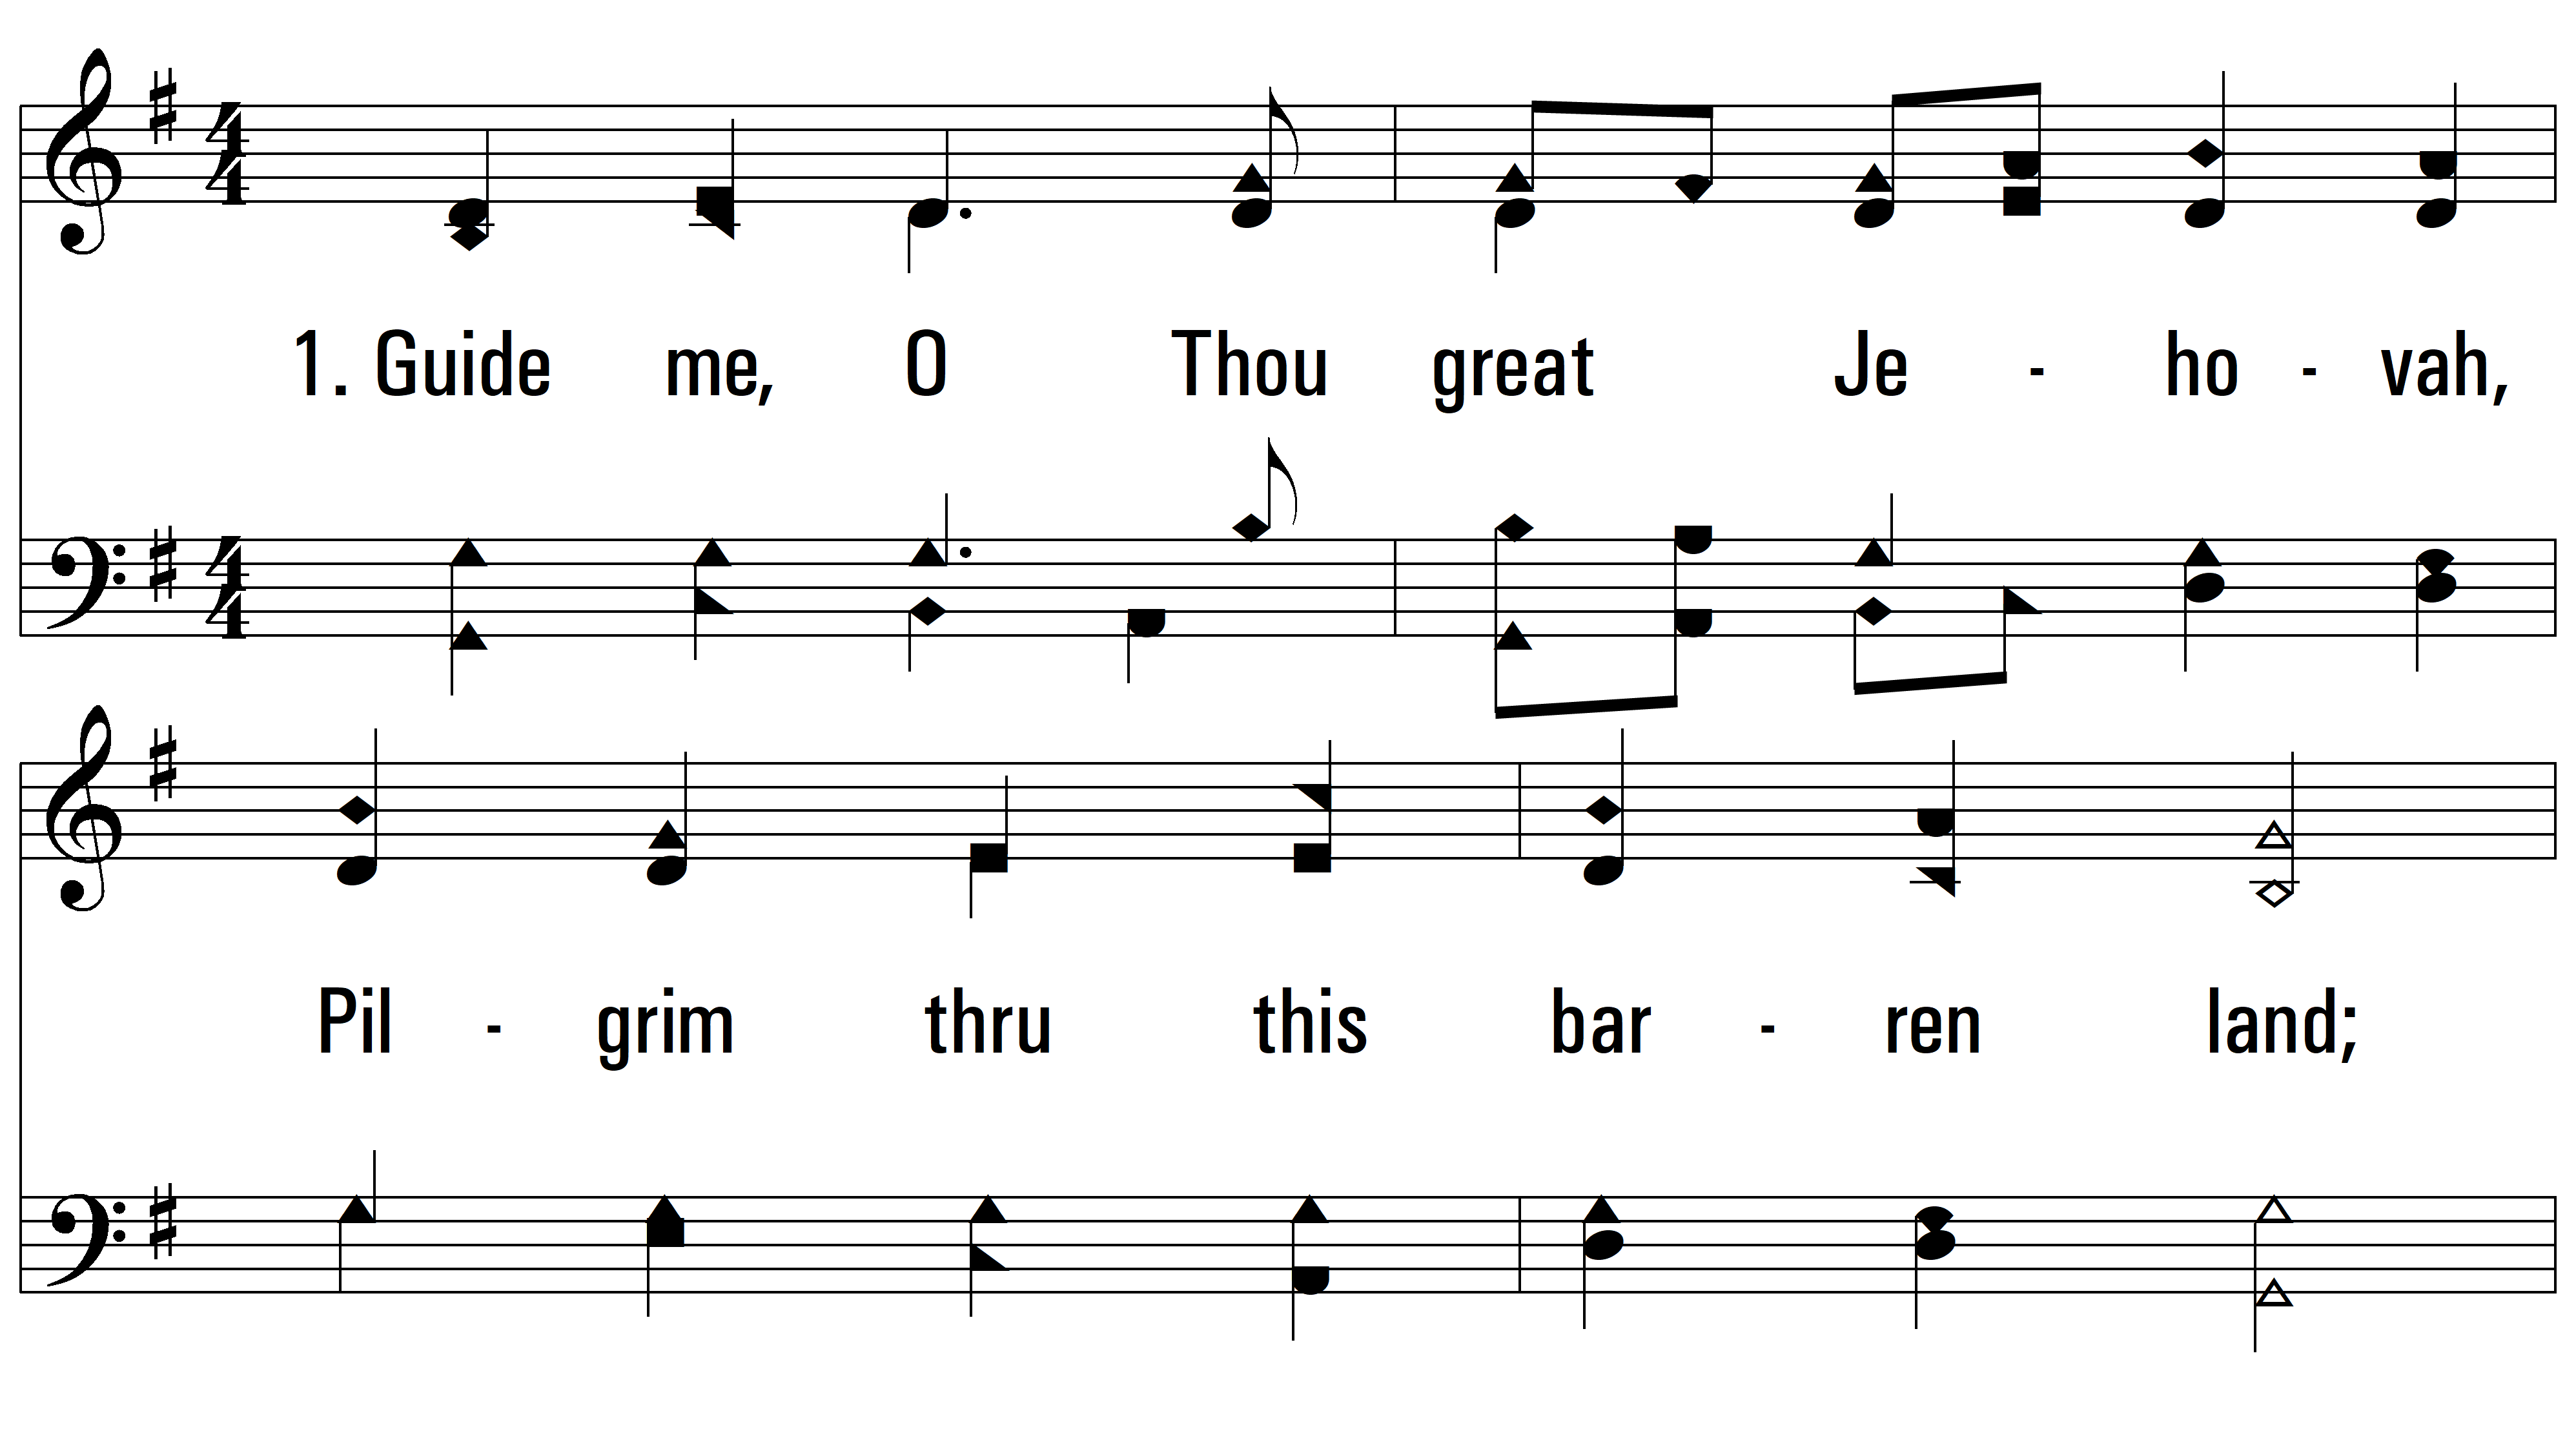 1. Guide me, O Thou great Je - ho - vah,
Pil - grim thru this bar - ren land;